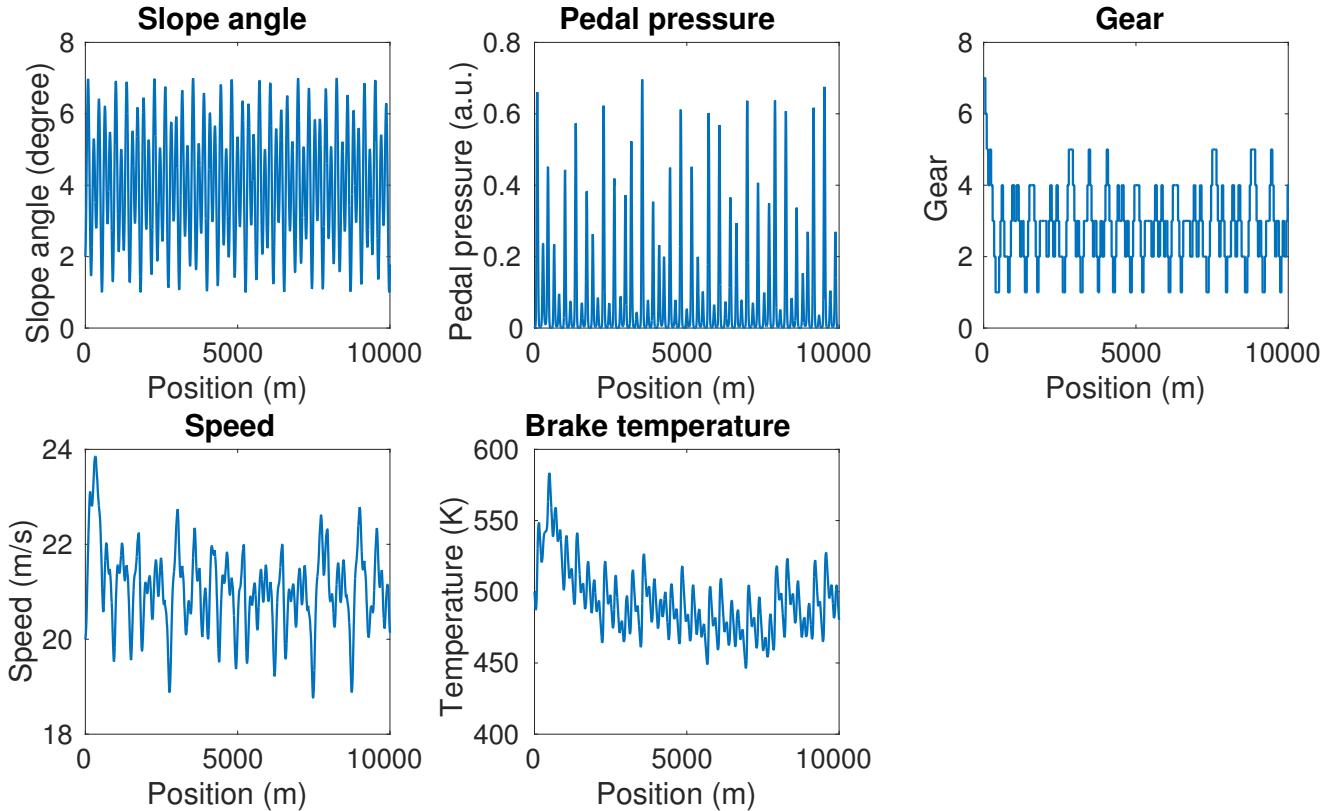 Slope angle
Slope angle (degree)
8
6
4
2
0
0 5000 10000
Position (m)
Pedal pressure
Pedal pressure (a.u.)
0.8
0.6
0.4
0.2
0
0 5000 10000
Position (m)
Gear
Gear
8
6
4
2
0
0 5000 10000
Position (m)
Speed
Speed (m/s)
24
22
20
18
0 5000 10000
Position (m)
Brake temperature
Temperature (K)
600
550
500
450
400
0 5000 10000
Position (m)